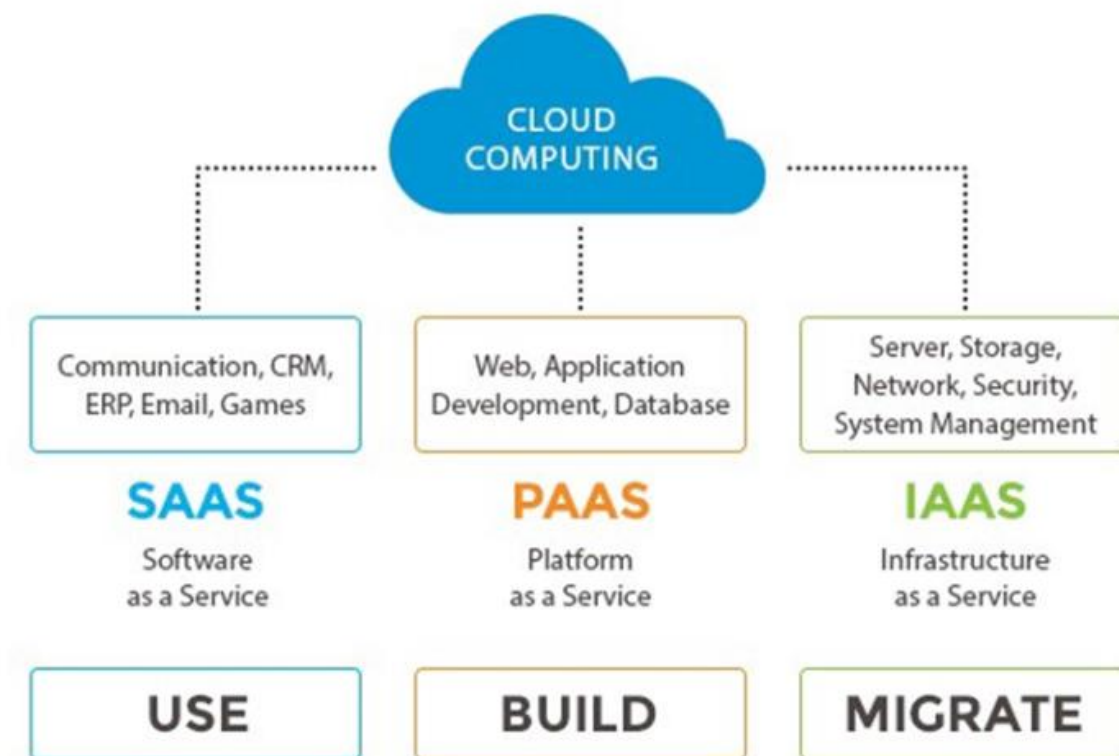 CLOUD
COMPUTING
Communication, CRM,
ERP, Email, Games
SAAS
Software
as a Service
USE
Web, Application
Development, Database
PAAS
Platform
as a Service
BUILD
Server, Storage,
Network, Security,
System Management
IAAS
Infrastructure
as a Service
MIGRATE